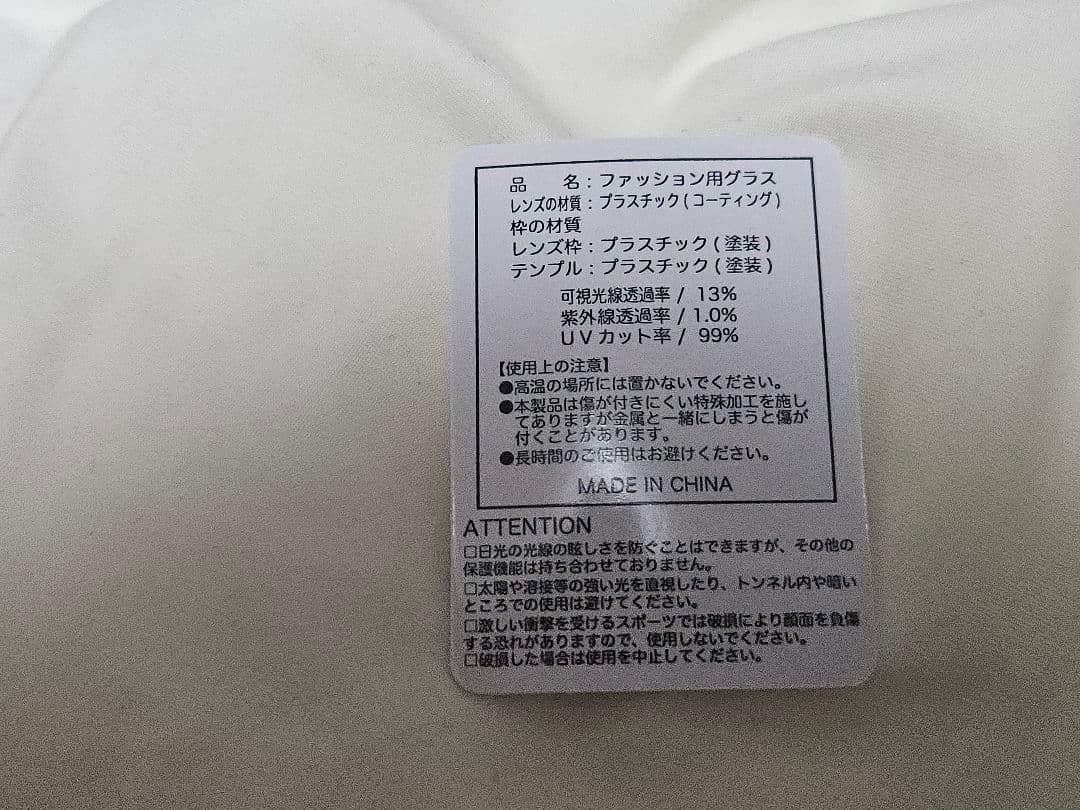 品　　名：ファッション用グラス
レンズの材質：プラスチック(コーティング)
枠の材質
レンズ枠：プラスチック(塗装)
テンプル：プラスチック(塗装)
可視光線透過率 / 13%
紫外線透過率 / 1.0%
UVカット率 / 99%
【使用上の注意】
●高温の場所には置かないでください。
●本製品は傷が付きにくい特殊加工を施し
てありますが金属と一緒にしまうと傷が
付くことがあります。
●長時間のご使用はお避けください。
MADE IN CHINA
ATTENTION
□日光の光線の眩しさを防ぐことはできますが、その他の
保護機能は持ち合わせておりません。
□太陽や溶接等の強い光を直視したり、トンネル内や暗い
ところでの使用は避けてください。
□激しい衝撃を受けるスポーツでは破損により顔面を負傷
する恐れがありますので、使用しないでください。
□破損した場合は使用を中止してください。